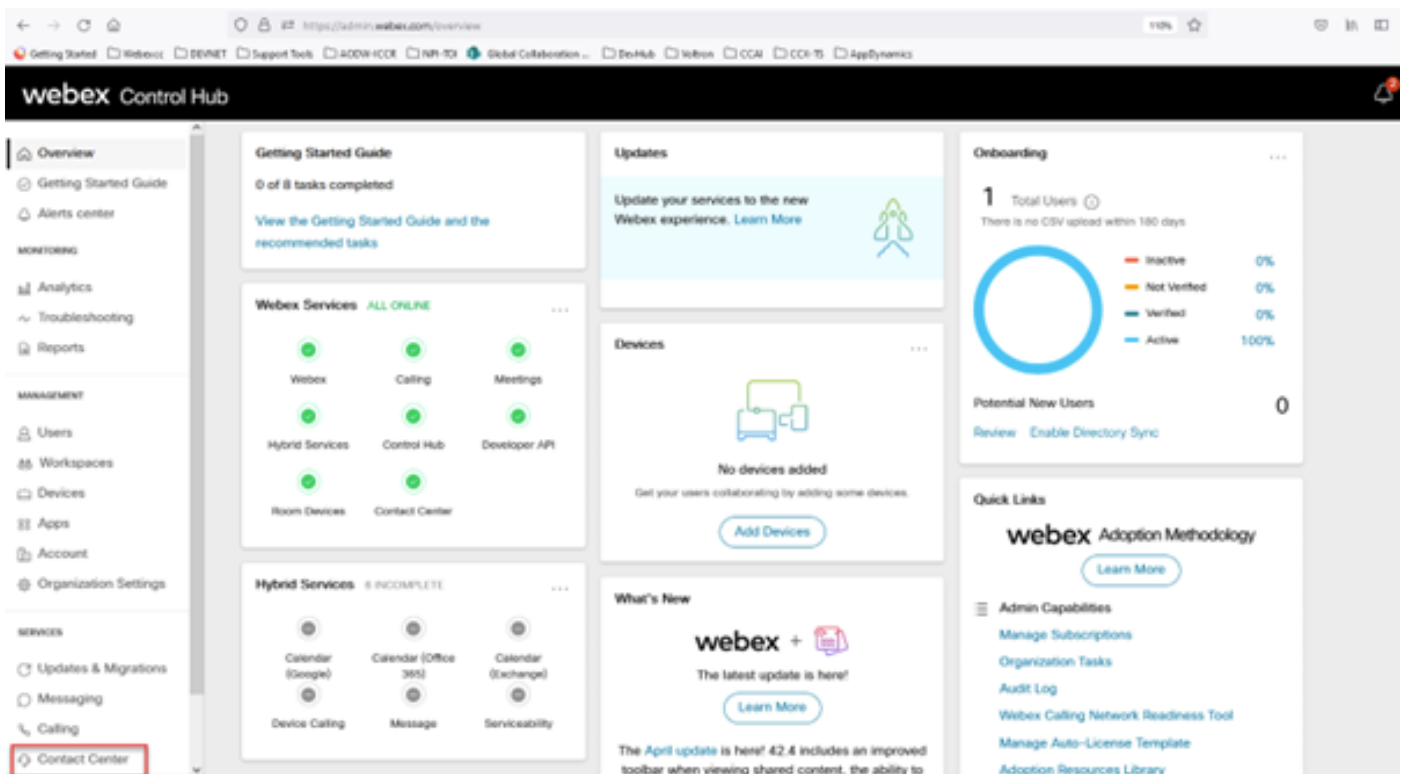 https://admin.webex.com/overview
110%
Getting Started Webexcc DEVNET Support Tools AODW-ICCR NPI-TOI Global Collaboration ... DevHub Voltron CCAI CCX-TS AppDynamics
webex Control Hub
2
Overview
Getting Started Guide
Alerts center
MONITORING
Analytics
Troubleshooting
Reports
MANAGEMENT
Users
Workspaces
Devices
Apps
Account
Organization Settings
SERVICES
Updates & Migrations
Messaging
Calling
Contact Center
Getting Started Guide
0 of 8 tasks completed
View the Getting Started Guide and the
recommended tasks
Webex Services ALL ONLINE
Webex Calling Meetings
Hybrid Services Control Hub Developer API
Room Devices Contact Center
Hybrid Services 6 INCOMPLETE
Calendar Calendar (Office Calendar
(Google) 365) (Exchange)
Device Calling Message Serviceability
Updates
Update your services to the new
Webex experience. Learn More
Devices
No devices added
Get your users collaborating by adding some devices.
Add Devices
What's New
webex +
The latest update is here!
Learn More
The April update is here! 42.4 includes an improved
toolbar when viewing shared content, the ability to
Onboarding
1 Total Users
There is no CSV upload within 180 days
Inactive 0%
Not Verified 0%
Verified 0%
Active 100%
Potential New Users 0
Review Enable Directory Sync
Quick Links
webex Adoption Methodology
Learn More
Admin Capabilities
Manage Subscriptions
Organization Tasks
Audit Log
Webex Calling Network Readiness Tool
Manage Auto-License Template
Adoption Resources Library